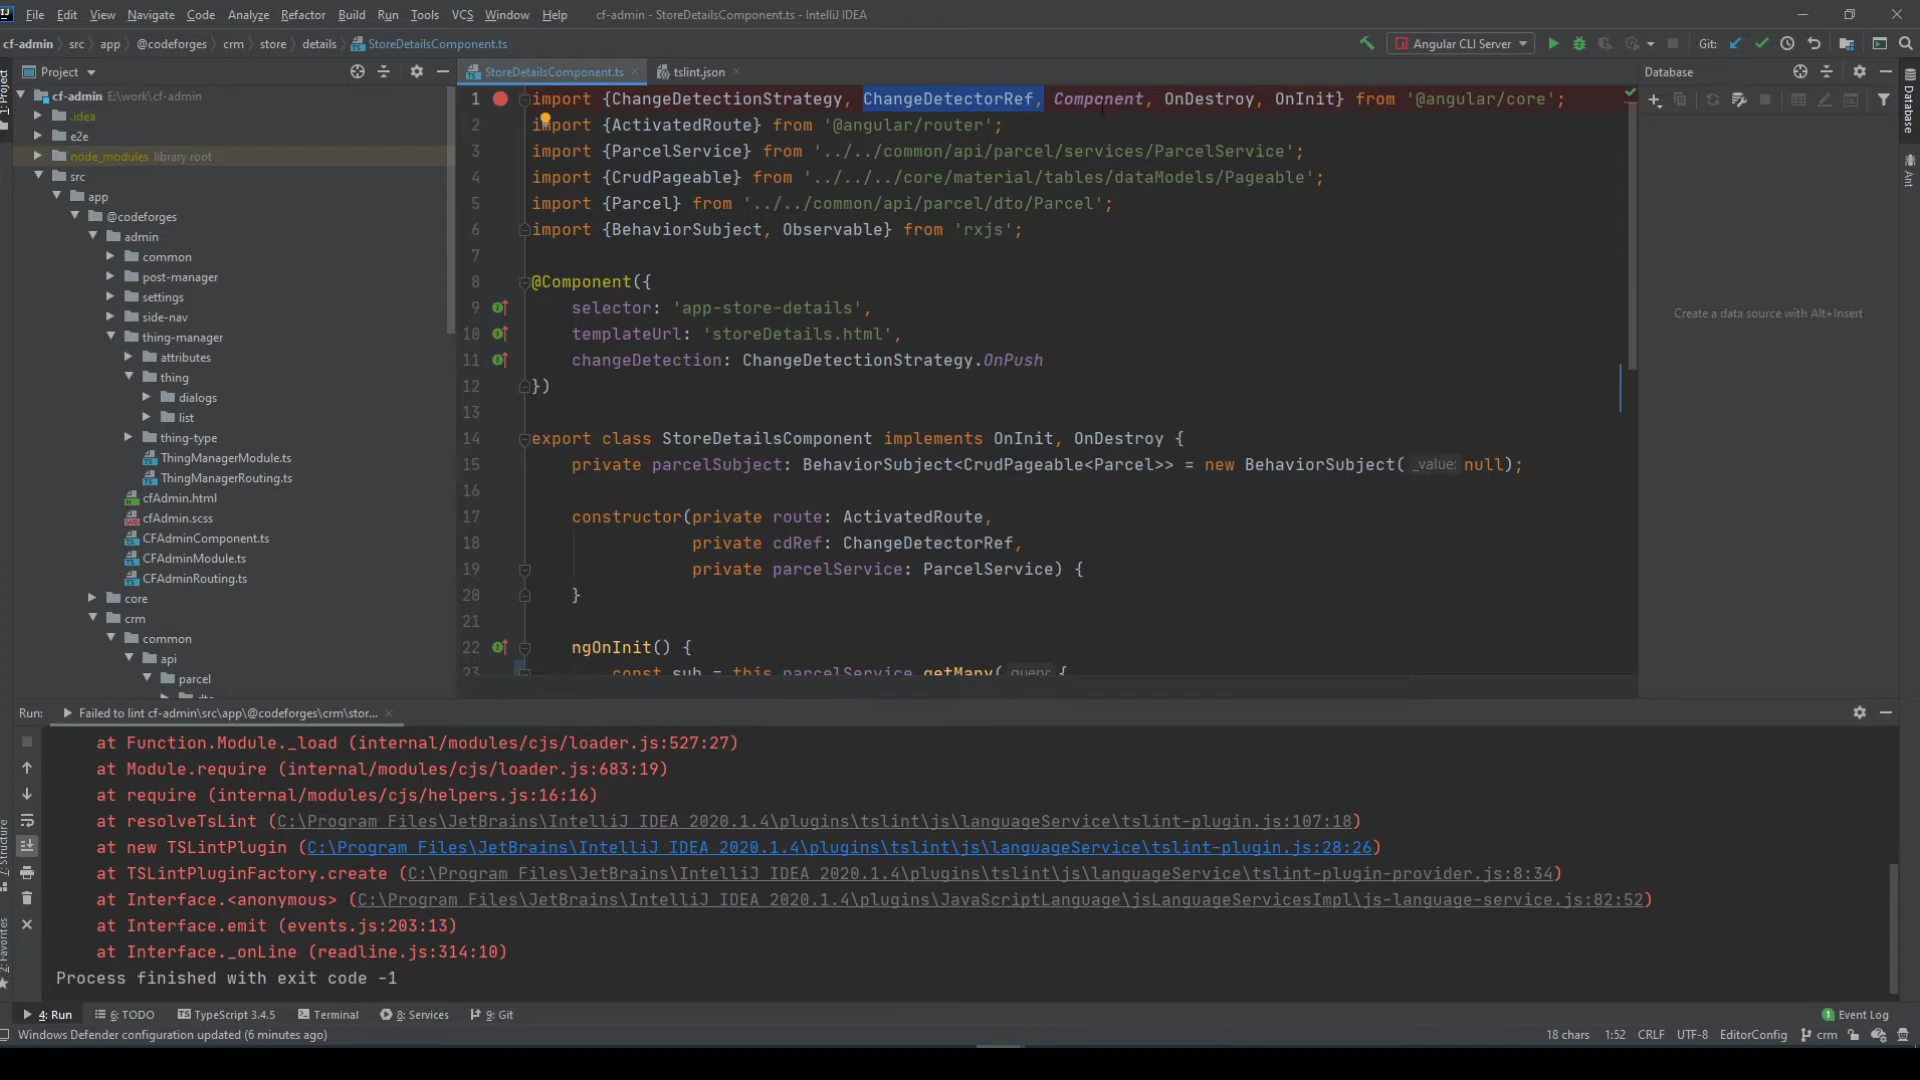 File Edit View Navigate Code Analyze Refactor Build Run Tools VCS Window Help cf-admin - StoreDetailsComponent.ts - IntelliJ IDEA
cf-admin src app @codeforges crm store details StoreDetailsComponent.ts Angular CLI Server Git:
Project
StoreDetailsComponent.ts
tslint.json
Database
1: Project
cf-admin E:\work\cf-admin
.idea
e2e
node_modules library root
src
app
@codeforges
admin
common
post-manager
settings
side-nav
thing-manager
attributes
thing
dialogs
list
thing-type
ThingManagerModule.ts
ThingManagerRouting.ts
cfAdmin.html
cfAdmin.scss
CFAdminComponent.ts
CFAdminModule.ts
CFAdminRouting.ts
core
crm
common
api
parcel
1 import {ChangeDetectionStrategy, ChangeDetectorRef, Component, OnDestroy, OnInit} from '@angular/core';
2 import {ActivatedRoute} from '@angular/router';
3 import {ParcelService} from '../../common/api/parcel/services/ParcelService';
4 import {CrudPageable} from '../../../core/material/tables/dataModels/Pageable';
5 import {Parcel} from '../../common/api/parcel/dto/Parcel';
6 import {BehaviorSubject, Observable} from 'rxjs';
7
8 @Component({
9 selector: 'app-store-details',
10 templateUrl: 'storeDetails.html',
11 changeDetection: ChangeDetectionStrategy.OnPush
12 })
13
14 export class StoreDetailsComponent implements OnInit, OnDestroy {
15 private parcelSubject: BehaviorSubject<CrudPageable<Parcel>> = new BehaviorSubject( _value: null);
16
17 constructor(private route: ActivatedRoute,
18 private cdRef: ChangeDetectorRef,
19 private parcelService: ParcelService) {
20 }
21
22 ngOnInit() {
23 const sub = this.parcelService.getMany( query: {
Database
Ant
Create a data source with Alt+Insert
Run: Failed to lint cf-admin\src\app\@codeforges\crm\stor...
at Function.Module._load (internal/modules/cjs/loader.js:527:27)
at Module.require (internal/modules/cjs/loader.js:683:19)
at require (internal/modules/cjs/helpers.js:16:16)
at resolveTsLint (C:\Program Files\JetBrains\IntelliJ IDEA 2020.1.4\plugins\tslint\js\languageService\tslint-plugin.js:107:18)
at new TSLintPlugin (C:\Program Files\JetBrains\IntelliJ IDEA 2020.1.4\plugins\tslint\js\languageService\tslint-plugin.js:28:26)
at TSLintPluginFactory.create (C:\Program Files\JetBrains\IntelliJ IDEA 2020.1.4\plugins\tslint\js\languageService\tslint-plugin-provider.js:8:34)
at Interface.<anonymous> (C:\Program Files\JetBrains\IntelliJ IDEA 2020.1.4\plugins\JavaScriptLanguage\jsLanguageServicesImpl\js-language-service.js:82:52)
at Interface.emit (events.js:203:13)
at Interface._onLine (readline.js:314:10)
Process finished with exit code -1
Z: Structure
2: Favorites
4: Run 6: TODO TypeScript 3.4.5 Terminal 8: Services 9: Git 1 Event Log
Windows Defender configuration updated (6 minutes ago) 18 chars 1:52 CRLF UTF-8 EditorConfig crm